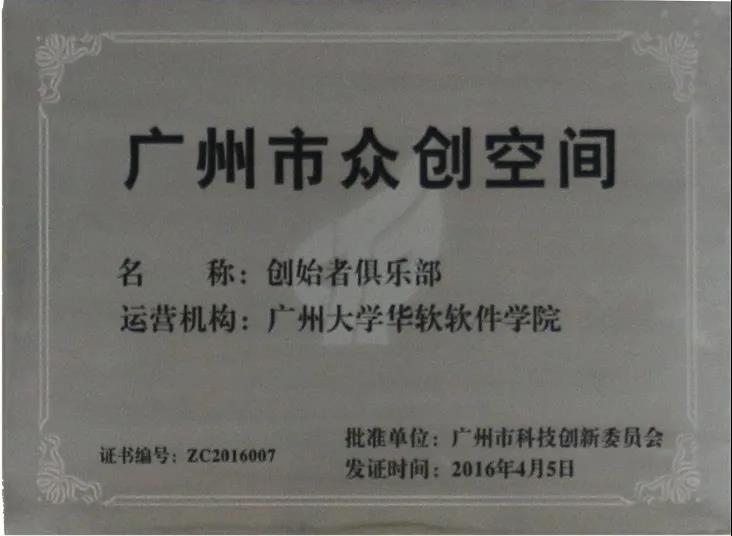 广州市众创空间
名 称：创始者俱乐部
运营机构：广州大学华软软件学院
证书编号：ZC2016007
批准单位：广州市科技创新委员会
发证时间：2016年4月5日